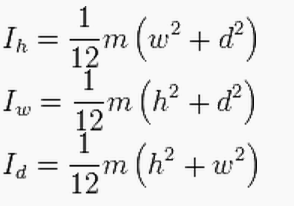 I_h = \frac{1}{12} m (w^2 + d^2)
I_w = \frac{1}{12} m (h^2 + d^2)
I_d = \frac{1}{12} m (h^2 + w^2)